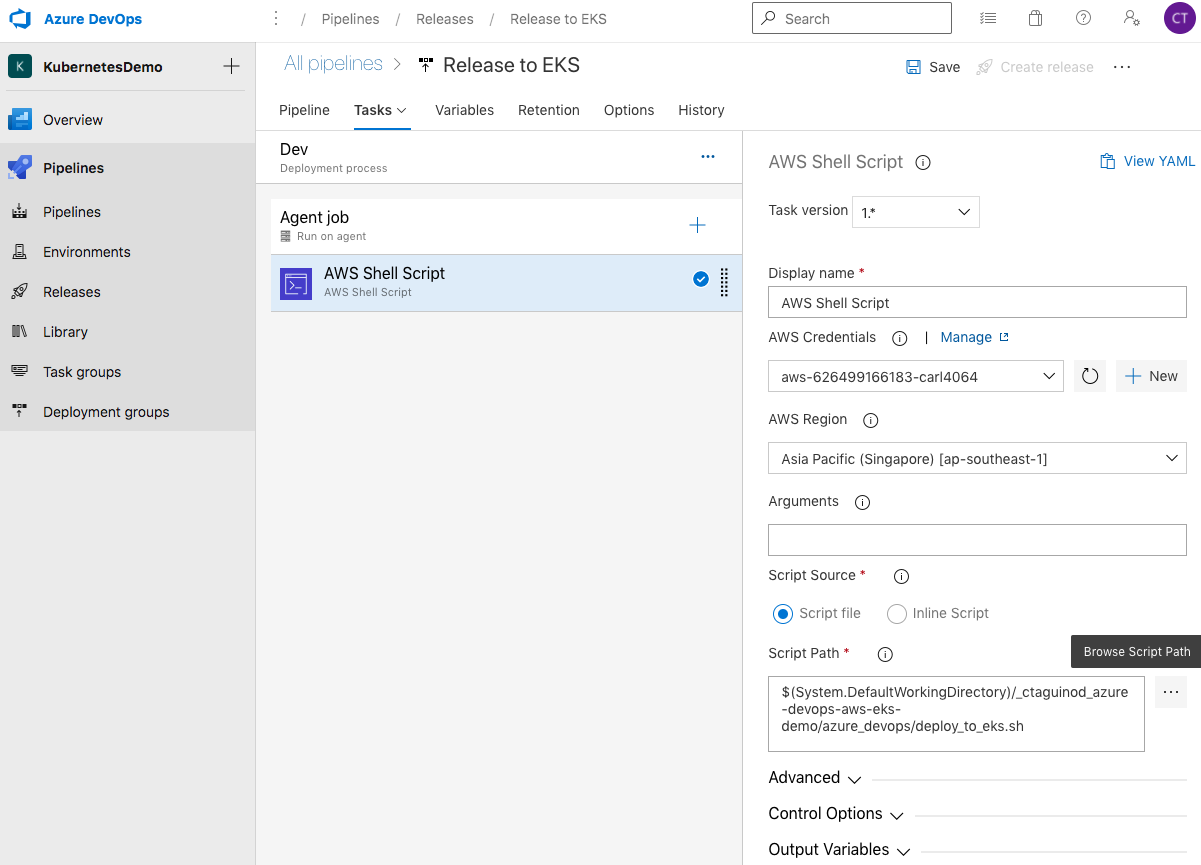 Azure DevOps
/ Pipelines / Releases / Release to EKS
Search
CT
K
KubernetesDemo
Overview
Pipelines
Pipelines
Environments
Releases
Library
Task groups
Deployment groups
All pipelines > Release to EKS
Save
Create release
Pipeline
Tasks
Variables
Retention
Options
History
Dev
Deployment process
Agent job
Run on agent
AWS Shell Script
AWS Shell Script
AWS Shell Script
View YAML
Task version
1.*
Display name *
AWS Shell Script
AWS Credentials | Manage
aws-626499166183-carl4064
New
AWS Region
Asia Pacific (Singapore) [ap-southeast-1]
Arguments
Script Source *
Script file
Inline Script
Script Path *
Browse Script Path
$(System.DefaultWorkingDirectory)/_ctaguinod_azure
-devops-aws-eks-
demo/azure_devops/deploy_to_eks.sh
Advanced
Control Options
Output Variables